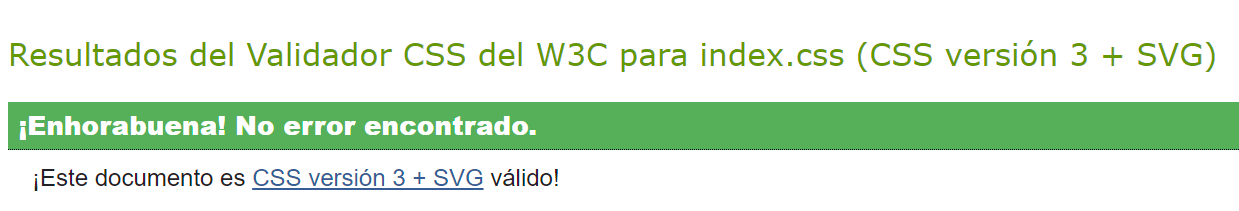 Resultados del Validador CSS del W3C para index.css (CSS versión 3 + SVG)
¡Enhorabuena! No error encontrado.
¡Este documento es CSS versión 3 + SVG válido!